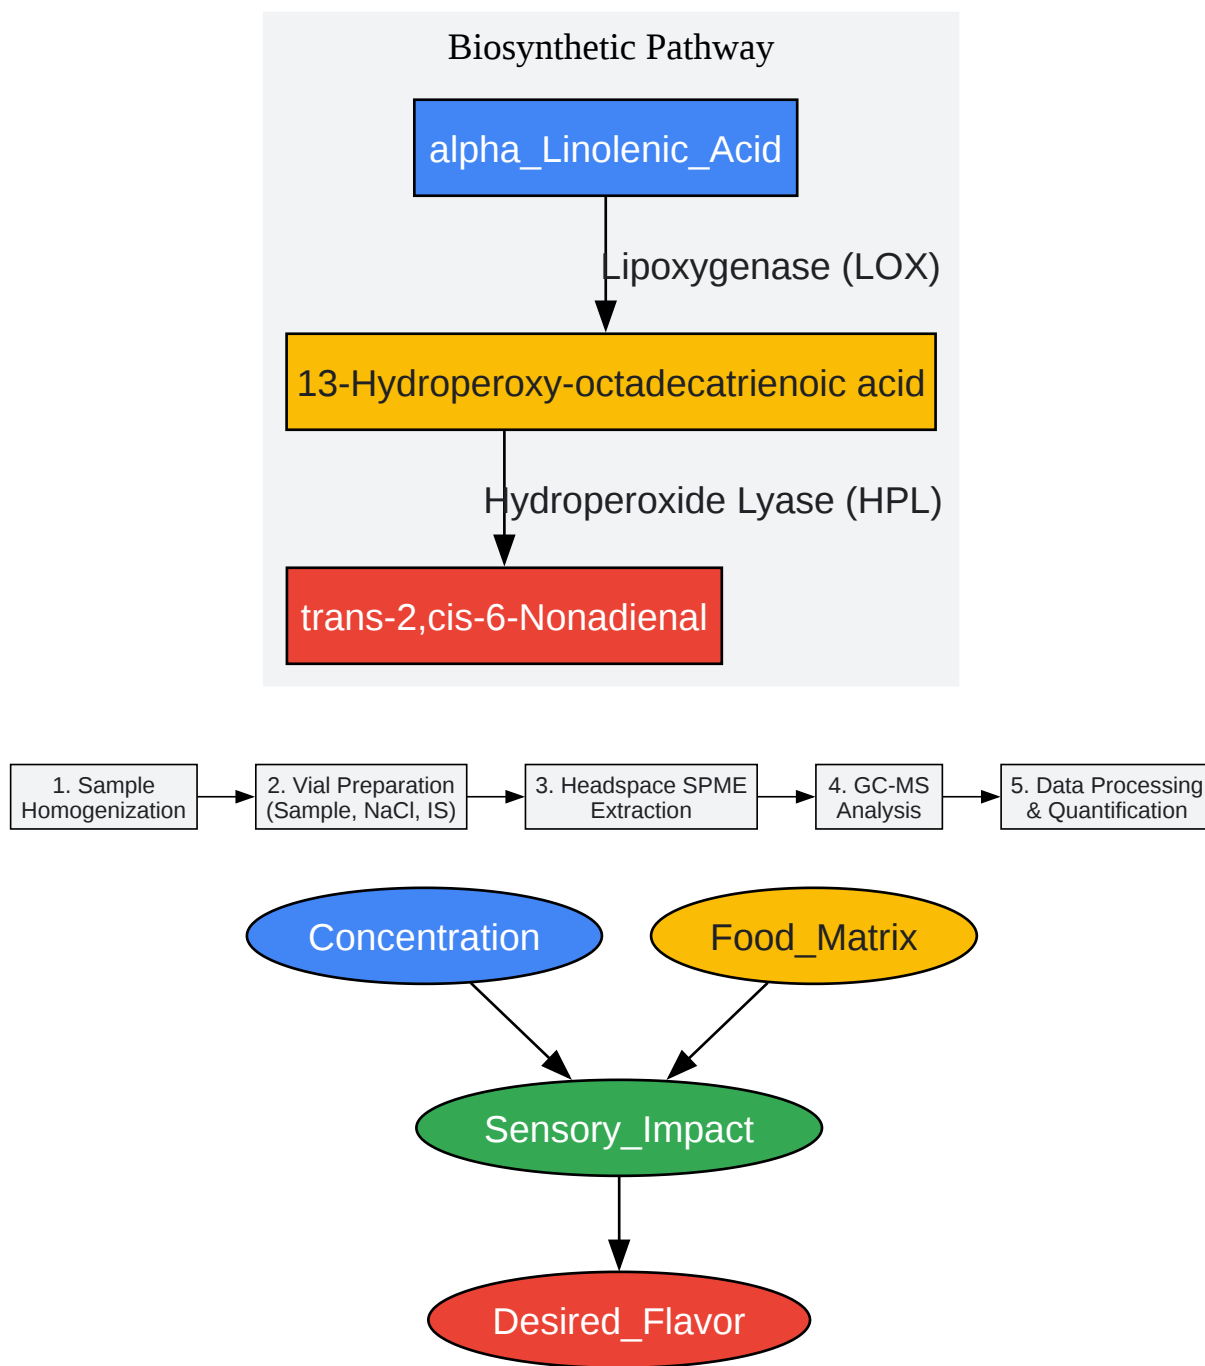 Biosynthetic Pathway
alpha_Linolenic_Acid
Lipoxygenase (LOX)
13-Hydroperoxy-octadecatrienoic acid
Hydroperoxide Lyase (HPL)
trans-2,cis-6-Nonadienal
1. Sample
Homogenization
2. Vial Preparation
(Sample, NaCl, IS)
3. Headspace SPME
Extraction
4. GC-MS
Analysis
5. Data Processing
& Quantification
Concentration
Food_Matrix
Sensory_Impact
Desired_Flavor